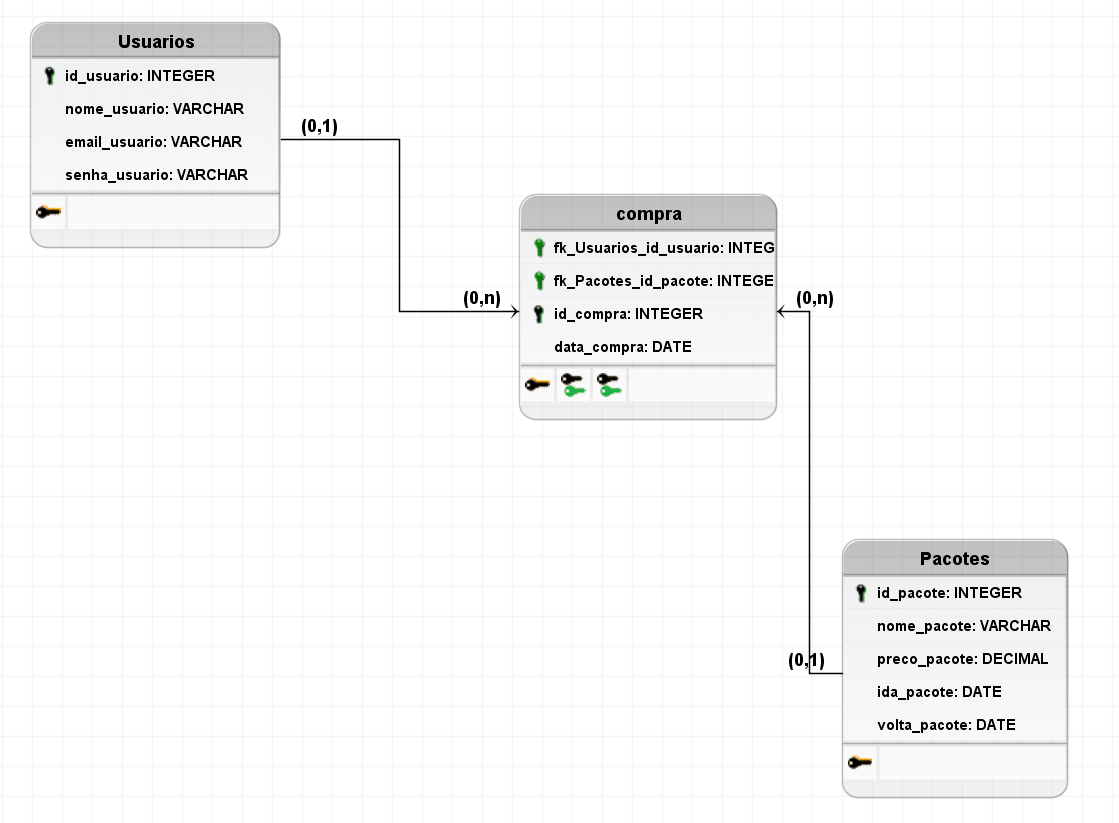 Usuarios
id_usuario: INTEGER
nome_usuario: VARCHAR
email_usuario: VARCHAR
senha_usuario: VARCHAR
(0,1)
(0,n)
compra
fk_Usuarios_id_usuario: INTEG
fk_Pacotes_id_pacote: INTEGE
id_compra: INTEGER
data_compra: DATE
(0,n)
(0,1)
Pacotes
id_pacote: INTEGER
nome_pacote: VARCHAR
preco_pacote: DECIMAL
ida_pacote: DATE
volta_pacote: DATE